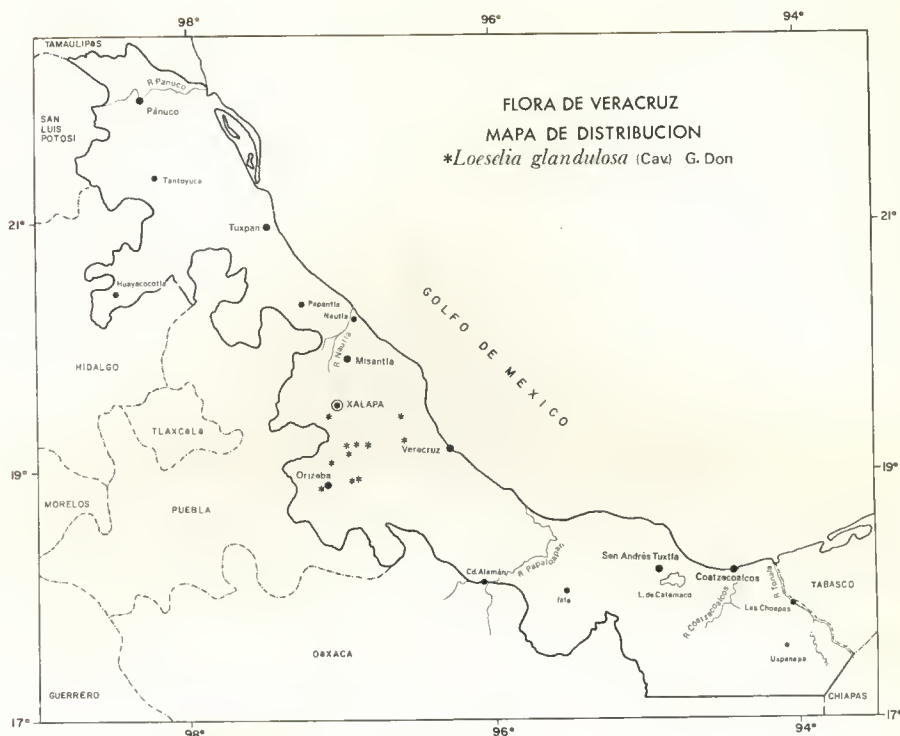 98°
96°
94°
TAMAULIPAS
R Panuco
Pánuco
SAN
LUIS
POTOSI
FLORA DE VERACRUZ
MAPA DE DISTRIBUCION
*Loeselia glandulosa (Cav.) G. Don
Tantoyuca
21°
21°
Tuxpan
Huayacocotla
Papantla
Nautla
R Nautla
GOLFO DE MEXICO
Misantla
HIDALGO
XALAPA
TLAXCALA
Veracruz
19°
19°
Orizaba
MORELOS
PUEBLA
Cd. Alemán
R Papaloapan
San Andrés Tuxtla
Coatzacoalcos
L. de Catemaco
Isla
R Coatzacoalcos
R Tonalá
TABASCO
Las Choapas
Uxpanapa
OAXACA
GUERRERO
CHIAPAS
17°
17°
98°
96°
94°